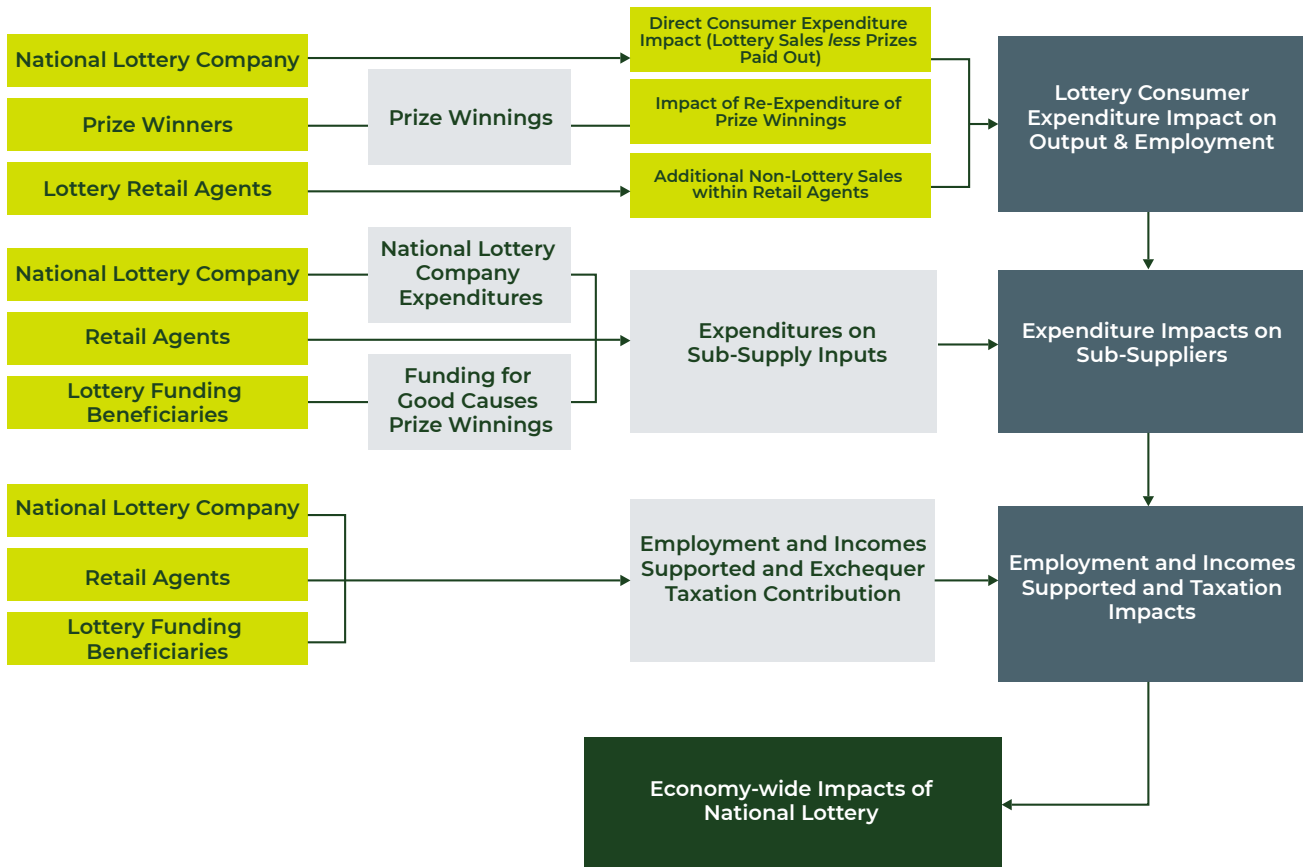 National Lottery Company
Direct Consumer Expenditure
Impact (Lottery Sales less Prizes
Paid Out)
Prize Winners
Prize Winnings
Impact of Re-Expenditure of
Prize Winnings
Lottery Retail Agents
Additional Non-Lottery Sales
within Retail Agents
Lottery Consumer
Expenditure Impact on
Output & Employment
National Lottery Company
National Lottery
Company
Expenditures
Retail Agents
Lottery Funding
Beneficiaries
Funding for
Good Causes
Prize Winnings
Expenditures on
Sub-Supply Inputs
Expenditure Impacts on
Sub-Suppliers
National Lottery Company
Retail Agents
Lottery Funding
Beneficiaries
Employment and Incomes
Supported and Exchequer
Taxation Contribution
Employment and Incomes
Supported and Taxation
Impacts
Economy-wide Impacts of
National Lottery